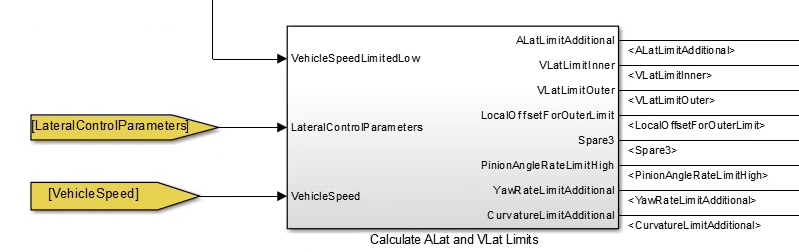 ALatLimitAdditional
<ALatLimitAdditional>
VehicleSpeedLimitedLow
VLatLimitInner
<VLatLimitInner>
VLatLimitOuter
<VLatLimitOuter>
[LateralControlParameters]
LateralControlParameters
LocalOffsetForOuterLimit
<LocalOffsetForOuterLimit>
Spare3
<Spare3>
PinionAngleRateLimitHigh
<PinionAngleRateLimitHigh>
[VehicleSpeed]
VehicleSpeed
YawRateLimitAdditional
<YawRateLimitAdditional>
CurvatureLimitAdditional
<CurvatureLimitAdditional>
Calculate ALat and VLat Limits